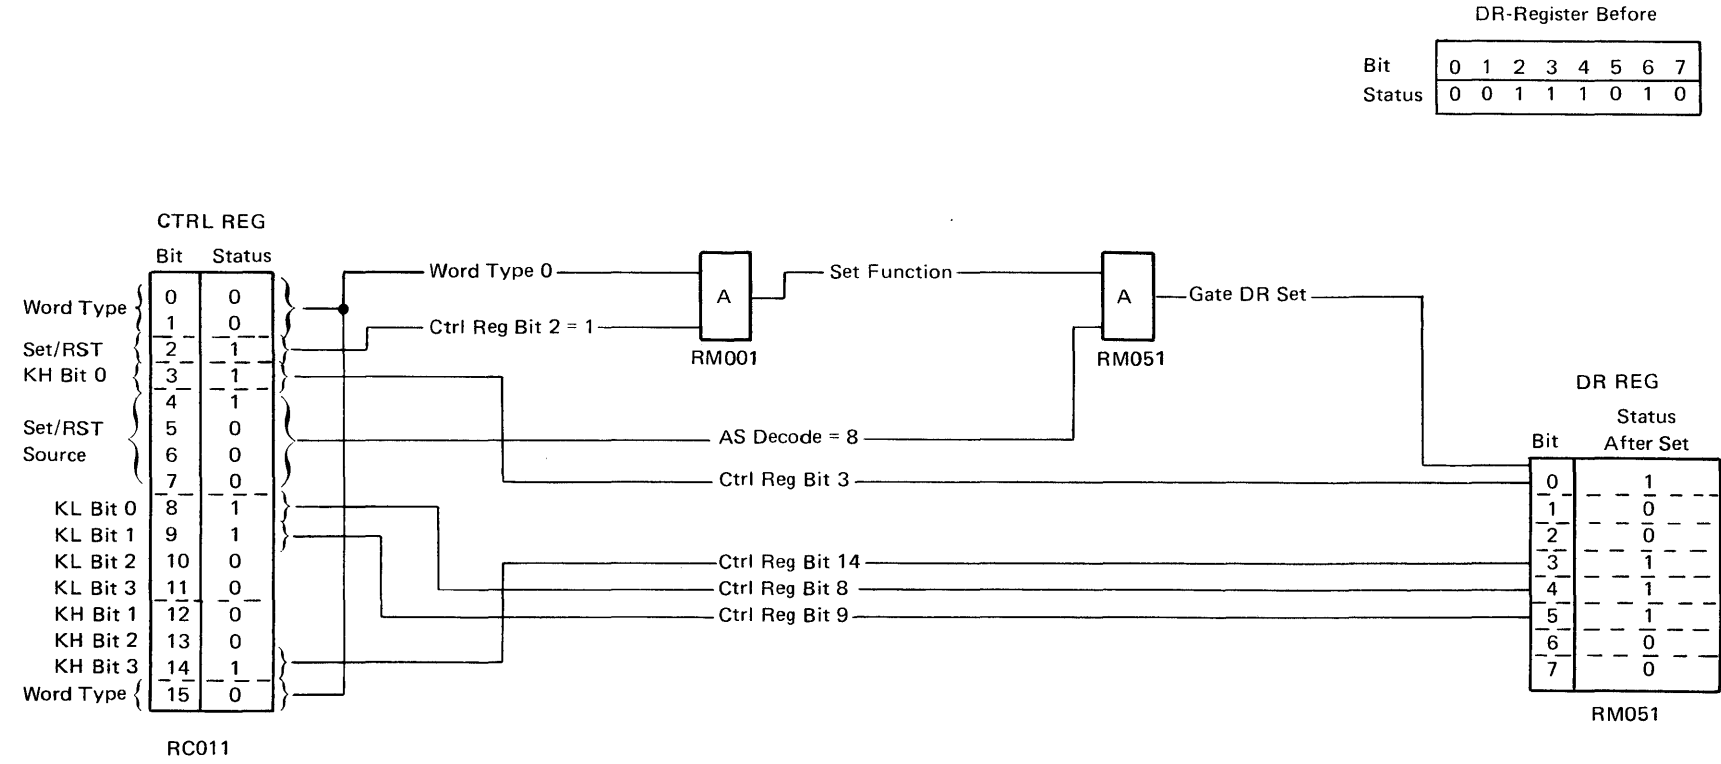 DR-Register Before
Bit 0 1 2 3 4 5 6 7
Status 0 0 1 1 1 0 1 0
CTRL REG
Bit Status
Word Type
0 0
1 0
Set/RST 2 1
KH Bit 0 3 1
4 1
Set/RST 5 0
Source 6 0
7 0
KL Bit 0 8 1
KL Bit 1 9 1
KL Bit 2 10 0
KL Bit 3 11 0
KH Bit 1 12 0
KH Bit 2 13 0
KH Bit 3 14 1
Word Type 15 0
RC011
Word Type 0
Ctrl Reg Bit 2 = 1
A
RM001
Set Function
AS Decode = 8
Ctrl Reg Bit 3
Ctrl Reg Bit 14
Ctrl Reg Bit 8
Ctrl Reg Bit 9
A
RM051
Gate DR Set
DR REG
Status
Bit After Set
0 1
1 0
2 0
3 1
4 1
5 1
6 0
7 0
RM051